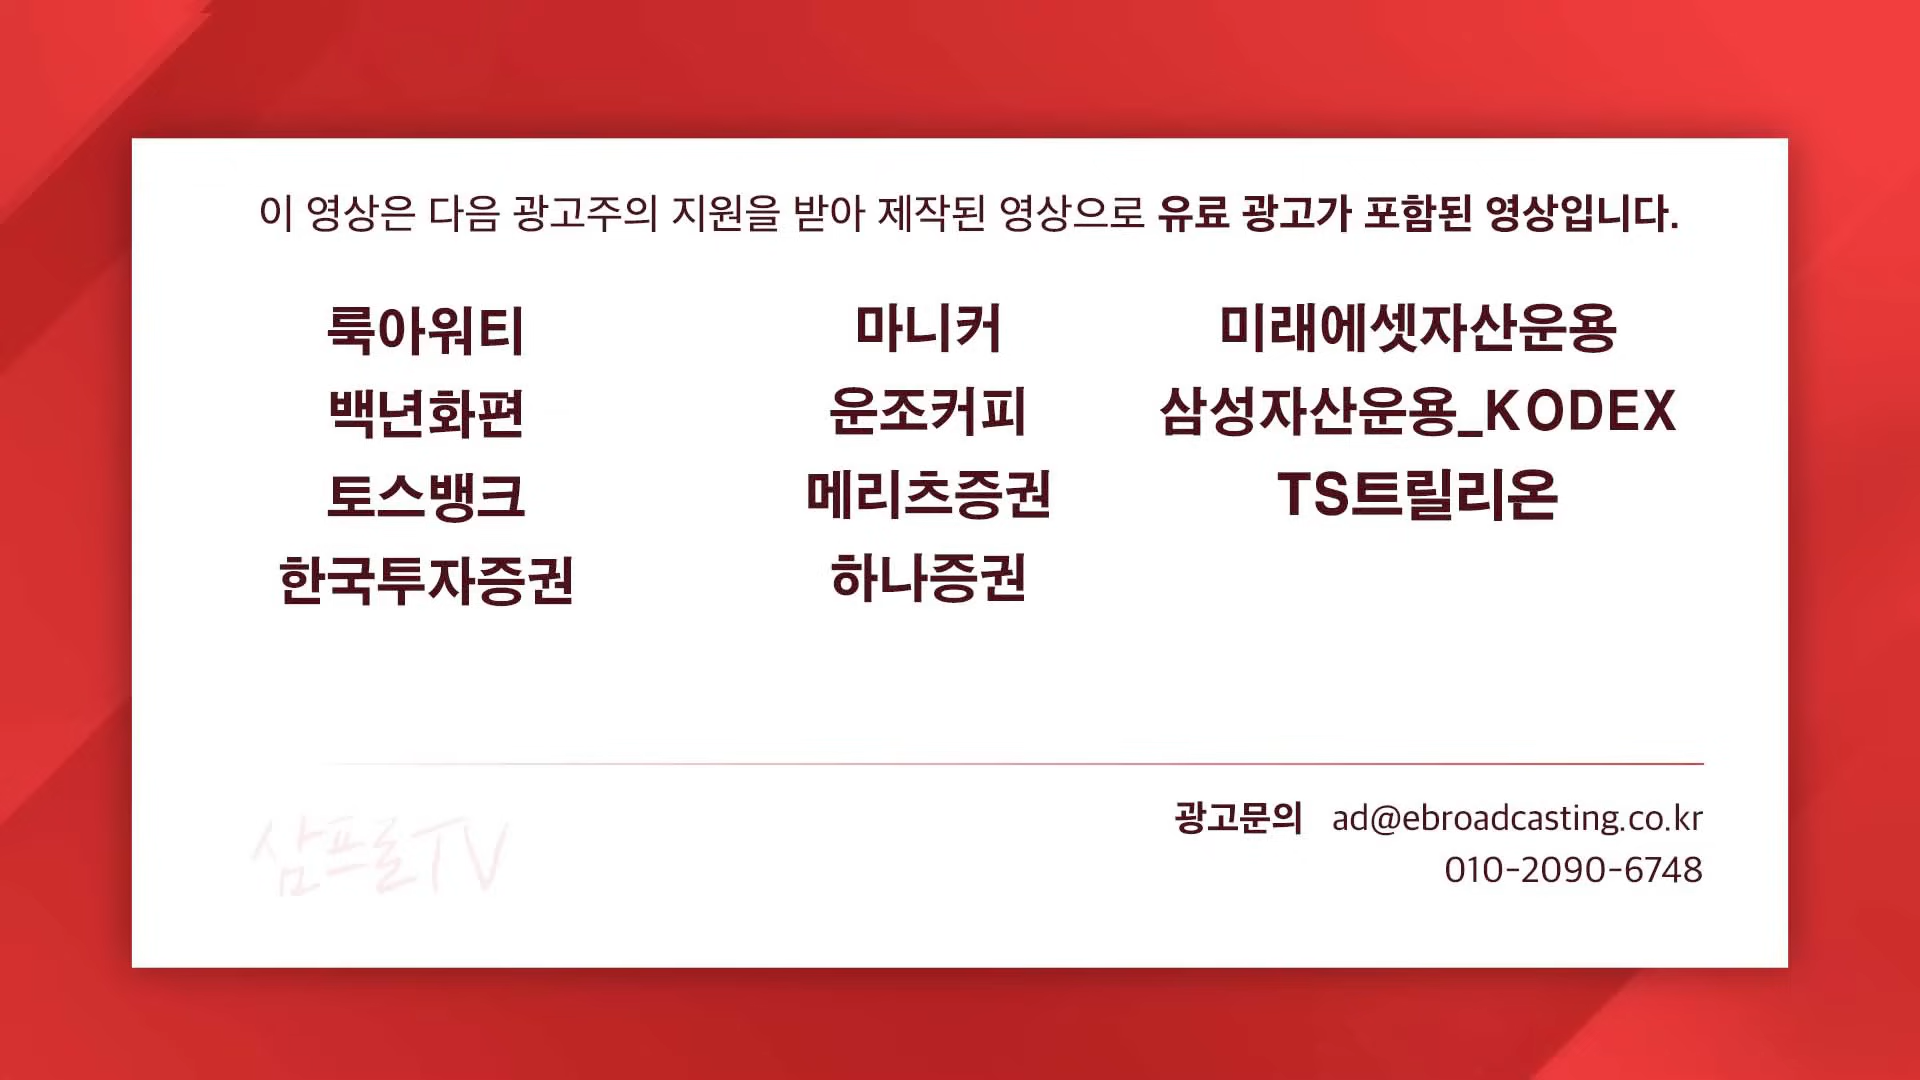 이 영상은 다음 광고주의 지원을 받아 제작된 영상으로 유료 광고가 포함된 영상입니다.
룩아워티 마니커 미래에셋자산운용
백년화편 운조커피 삼성자산운용_KODEX
토스뱅크 메리츠증권 TS트릴리온
한국투자증권 하나증권
광고문의 ad@ebroadcasting.co.kr
010-2090-6748
삼프로TV